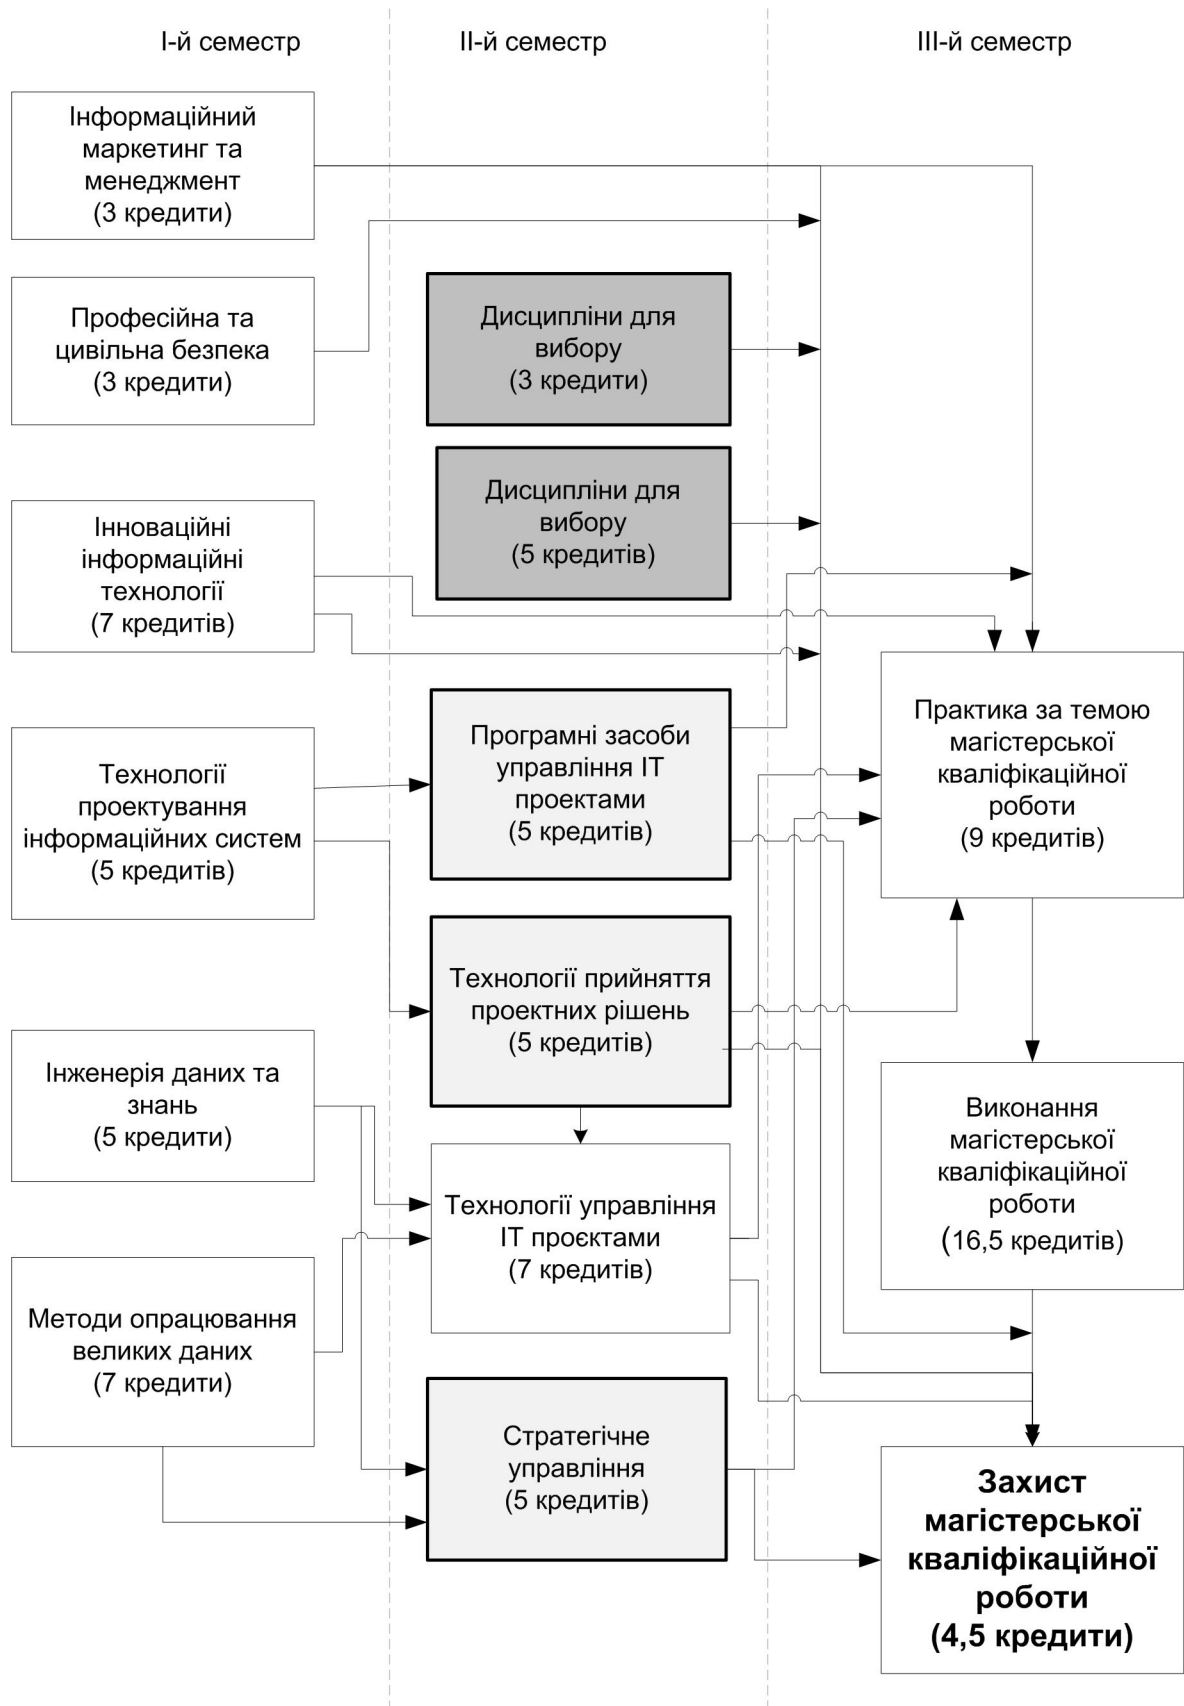 I-й семестр
II-й семестр
III-й семестр
Інформаційний
маркетинг та
менеджмент
(3 кредити)
Професійна та
цивільна безпека
(3 кредити)
Інноваційні
інформаційні
технології
(7 кредитів)
Технології
проектування
інформаційних систем
(5 кредитів)
Інженерія даних та
знань
(5 кредити)
Методи опрацювання
великих даних
(7 кредити)
Дисципліни для
вибору
(3 кредити)
Дисципліни для
вибору
(5 кредитів)
Програмні засоби
управління ІТ
проектами
(5 кредитів)
Технології прийняття
проектних рішень
(5 кредитів)
Технології управління
ІТ проєктами
(7 кредитів)
Стратегічне
управління
(5 кредитів)
Практика за темою
магістерської
кваліфікаційної
роботи
(9 кредитів)
Виконання
магістерської
кваліфікаційної
роботи
(16,5 кредитів)
Захист
магістерської
кваліфікаційної
роботи
(4,5 кредити)